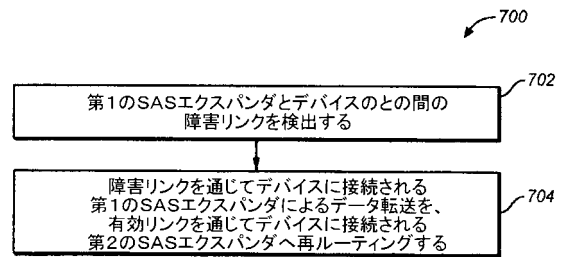 700
702
第1のSASエクスパンダとデバイスのとの間の
障害リンクを検出する
障害リンクを通じてデバイスに接続される
第1のSASエクスパンダによるデータ転送を、
有効リンクを通じてデバイスに接続される
第2のSASエクスパンダへ再ルーティングする
704